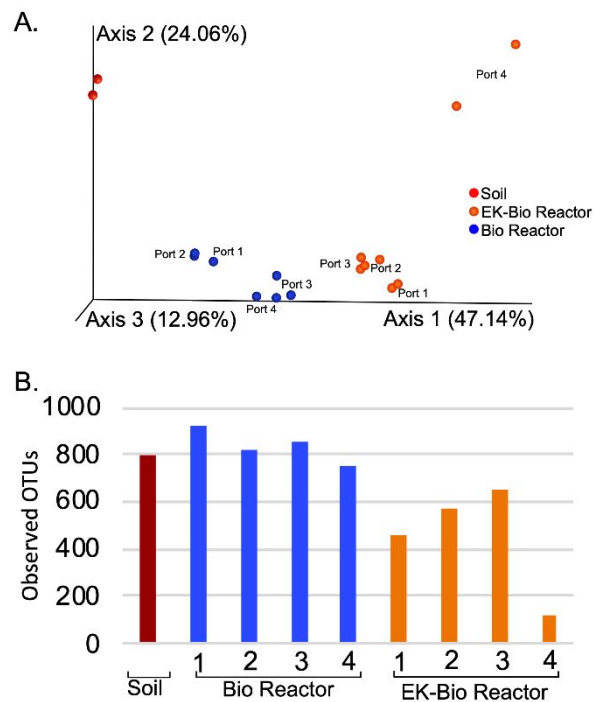 A.
Axis 2 (24.06%)
Port 4
Soil
EK-Bio Reactor
Bio Reactor
Port 2 Port 1
Port 3 Port 2
Port 3
Port 1
Port 4
Axis 3 (12.96%) Axis 1 (47.14%)
B.
Observed OTUs
1000
800
600
400
200
0
1 2 3 4 1 2 3 4
Soil Bio Reactor EK-Bio Reactor